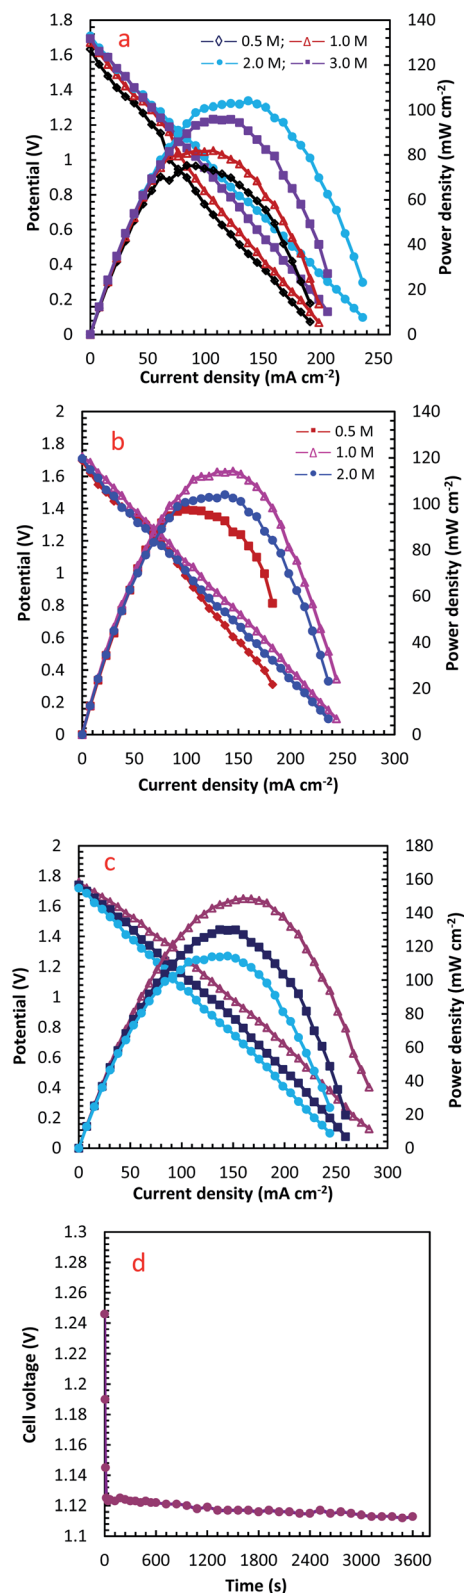 a
0.5 M; 1.0 M
2.0 M; 3.0 M
1.8
1.6
1.4
1.2
1
0.8
0.6
0.4
0.2
0
Potential (V)
140
120
100
80
60
40
20
0
Power density (mW cm-2)
0 50 100 150 200 250
Current density (mA cm-2)
b
0.5 M
1.0 M
2.0 M
2
1.8
1.6
1.4
1.2
1
0.8
0.6
0.4
0.2
0
Potential (V)
140
120
100
80
60
40
20
0
Power density (mW cm-2)
0 50 100 150 200 250 300
Current density (mA cm-2)
c
2
1.8
1.6
1.4
1.2
1
0.8
0.6
0.4
0.2
0
Potential (V)
180
160
140
120
100
80
60
40
20
0
Power density (mW cm-2)
0 50 100 150 200 250 300
Current density (mA cm-2)
d
1.3
1.28
1.26
1.24
1.22
1.2
1.18
1.16
1.14
1.12
1.1
Cell voltage (V)
0 600 1200 1800 2400 3000 3600
Time (s)